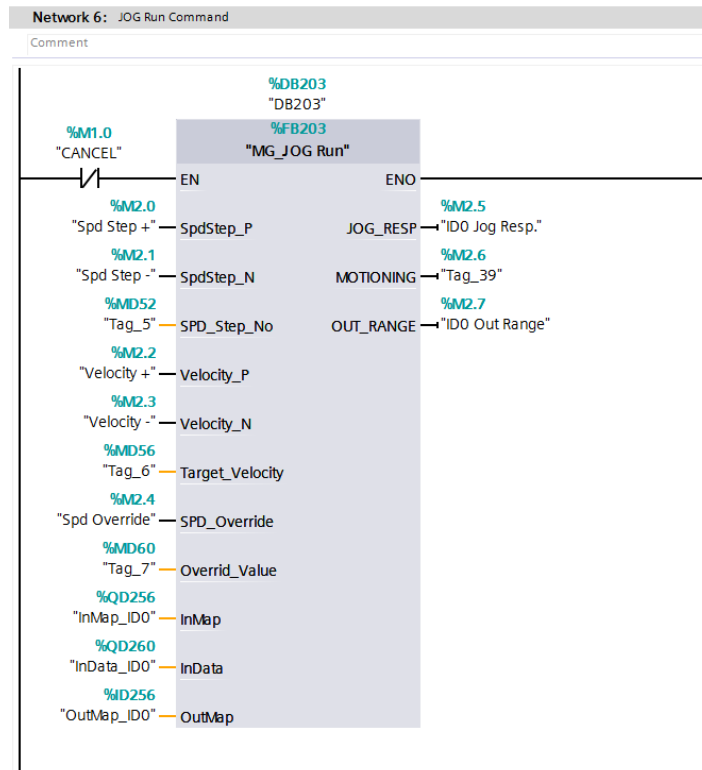 Network 6: JOG Run Command
Comment
%DB203
"DB203"
%M1.0
"CANCEL"
%FB203
"MG_JOG Run"
EN ENO
%M2.0
"Spd Step +" SpdStep_P
%M2.5
JOG_RESP "ID0 Jog Resp."
%M2.1
"Spd Step -" SpdStep_N
%M2.6
MOTIONING "Tag_39"
%MD52
"Tag_5" SPD_Step_No
%M2.7
OUT_RANGE "ID0 Out Range"
%M2.2
"Velocity +" Velocity_P
%M2.3
"Velocity -" Velocity_N
%MD56
"Tag_6" Target_Velocity
%M2.4
"Spd Override" SPD_Override
%MD60
"Tag_7" Overrid_Value
%QD256
"InMap_ID0" InMap
%QD260
"InData_ID0" InData
%ID256
"OutMap_ID0" OutMap